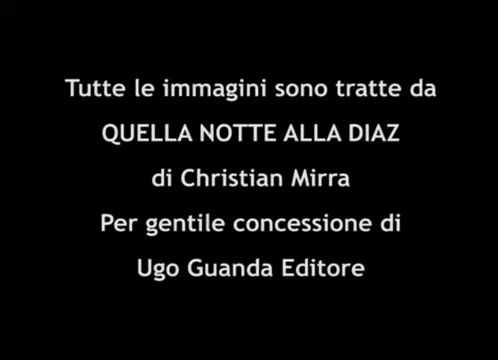 Tutte le immagini sono tratte da
QUELLA NOTTE ALLA DIAZ
di Christian Mirra
Per gentile concessione di
Ugo Guanda Editore